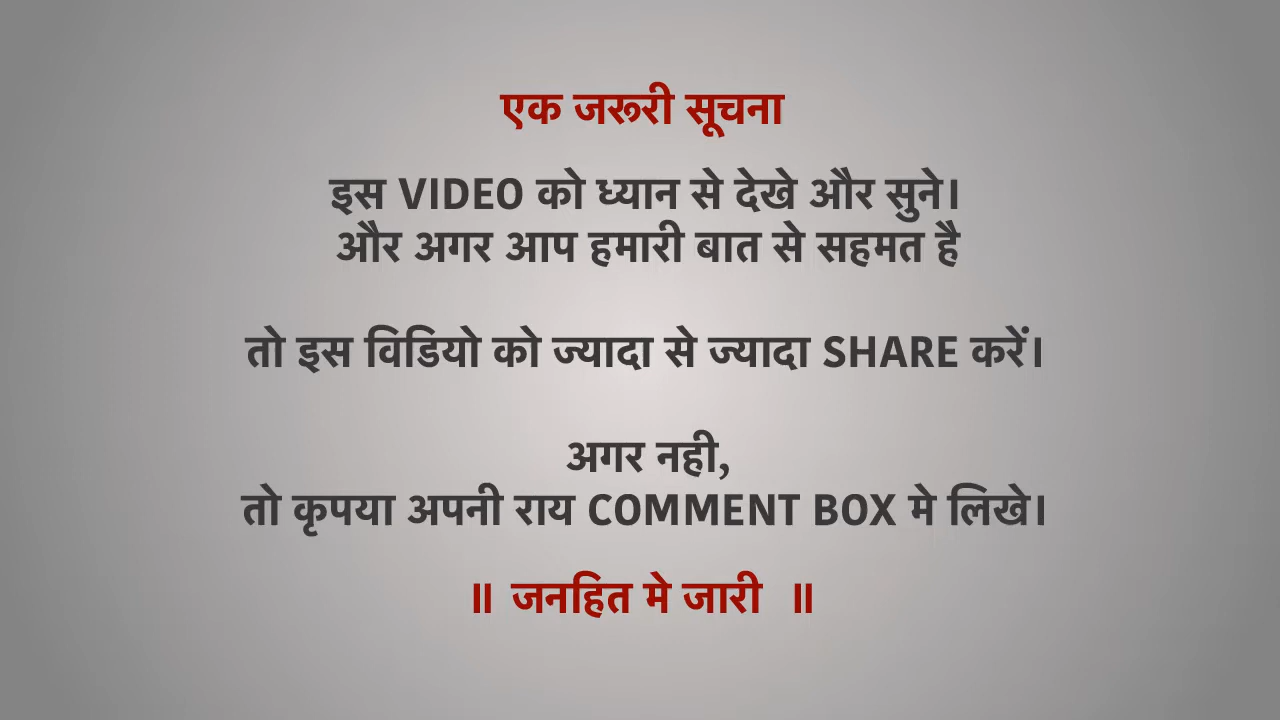 एक जरूरी सूचना
इस VIDEO को ध्यान से देखे और सुने।
और अगर आप हमारी बात से सहमत है
तो इस विडियो को ज्यादा से ज्यादा SHARE करें।
अगर नही,
तो कृपया अपनी राय COMMENT BOX मे लिखे।
॥ जनहित मे जारी ॥